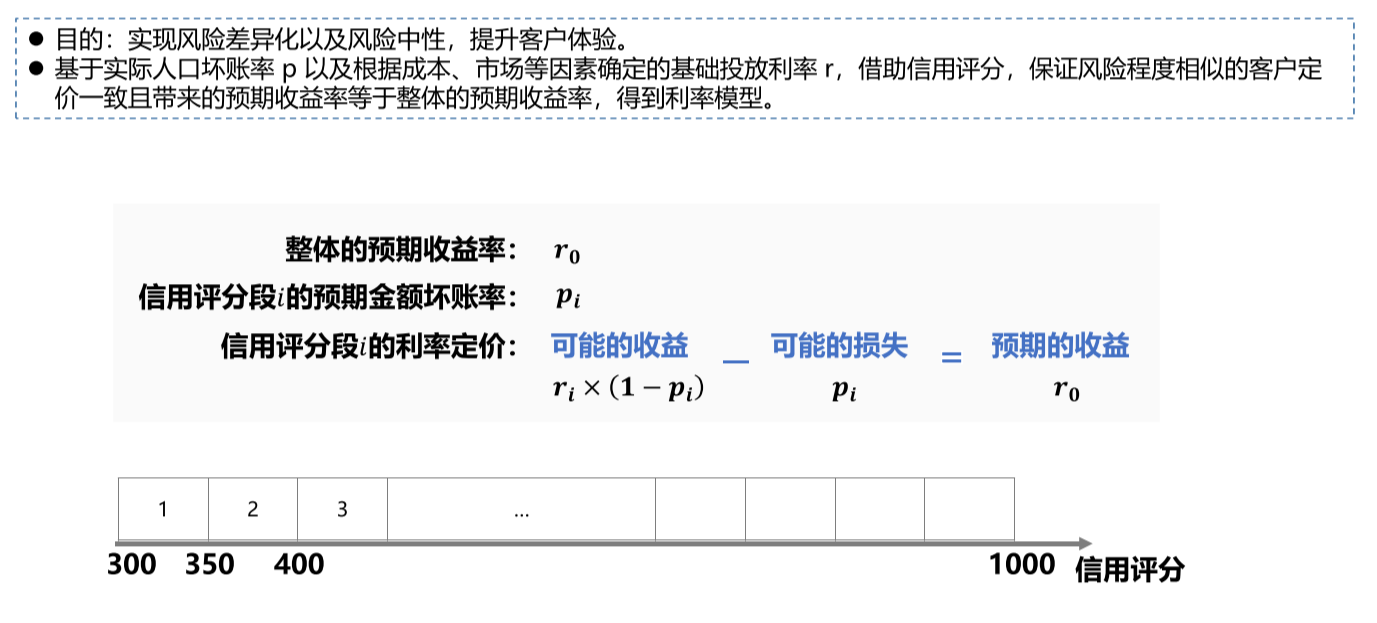 ● 目的：实现风险差异化以及风险中性，提升客户体验。
● 基于实际人口坏账率 p 以及根据成本、市场等因素确定的基础投放利率 r，借助信用评分，保证风险程度相似的客户定
价一致且带来的预期收益率等于整体的预期收益率，得到利率模型。
整体的预期收益率： r₀
信用评分段i的预期金额坏账率： pᵢ
信用评分段i的利率定价： 可能的收益 — 可能的损失 = 预期的收益
rᵢ × (1 − pᵢ) pᵢ r₀
1 2 3 ...
300 350 400 1000 信用评分